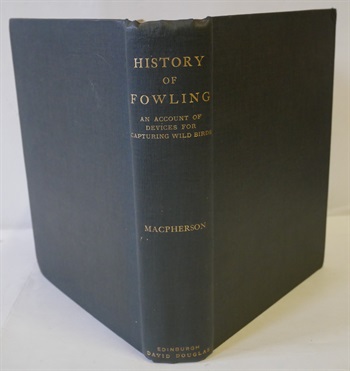 HISTORY
OF
FOWLING
AN ACCOUNT OF
DEVICES FOR
CAPTURING WILD BIRDS
MACPHERSON
EDINBURGH
DAVID DOUGLAS